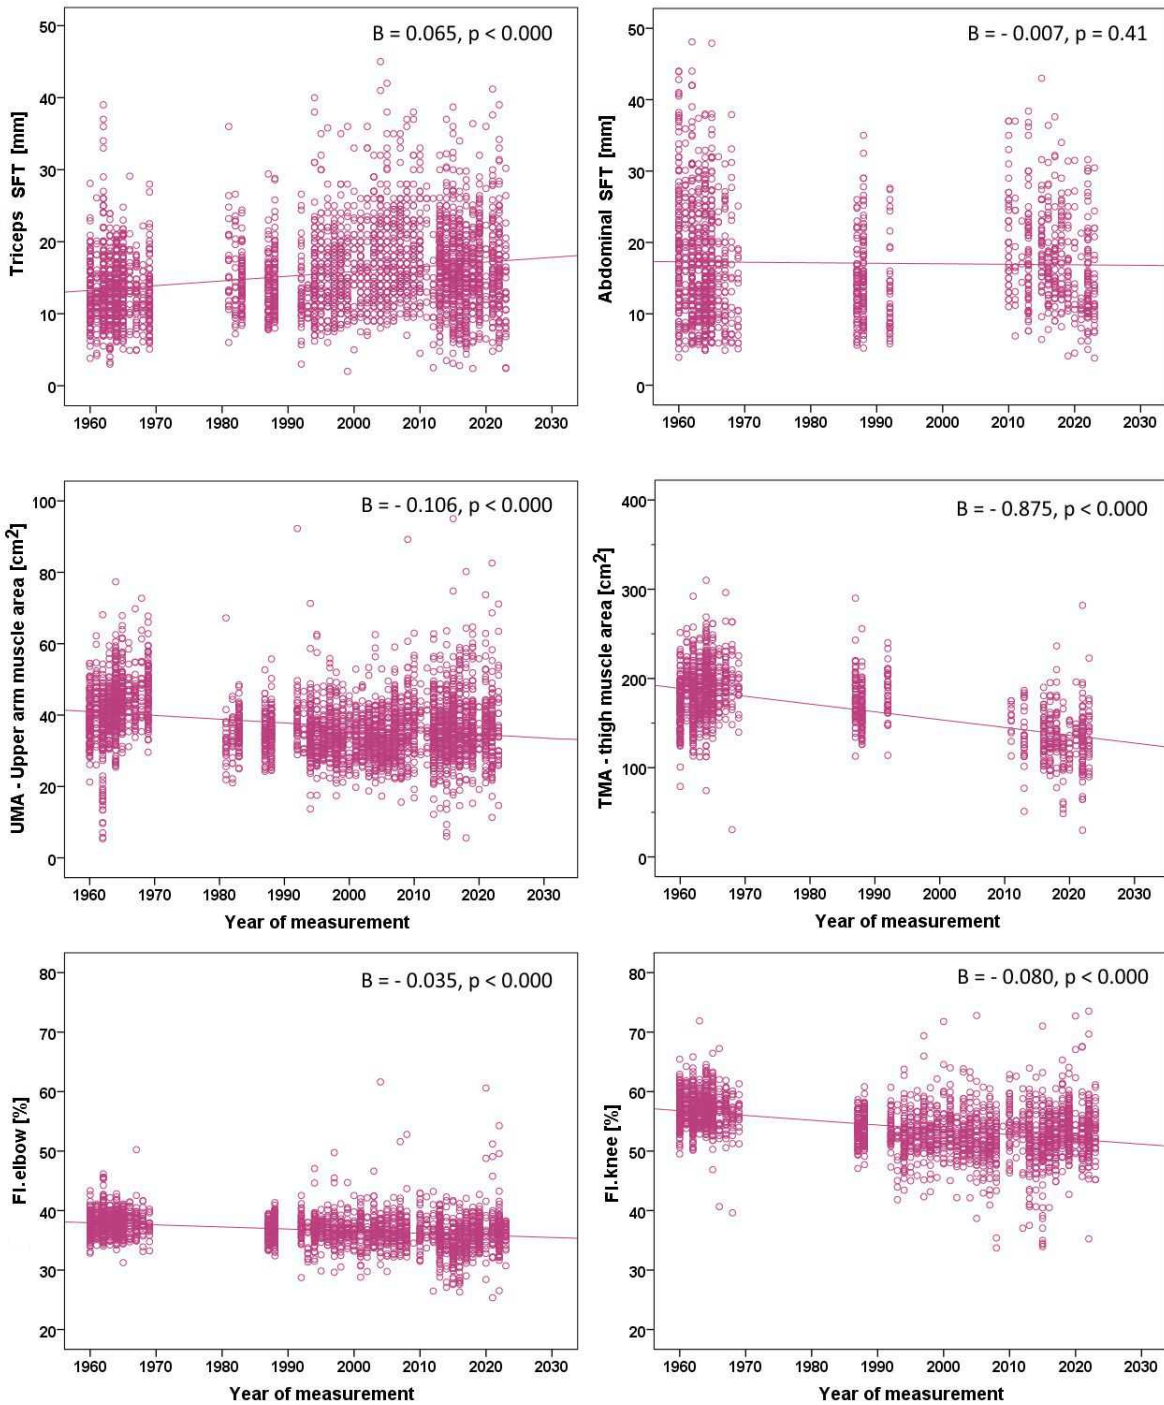 B = 0.065, p < 0.000
Triceps SFT [mm]
50
40
30
20
10
0
1960 1970 1980 1990 2000 2010 2020 2030
B = - 0.007, p = 0.41
Abdominal SFT [mm]
50
40
30
20
10
0
1960 1970 1980 1990 2000 2010 2020 2030
B = - 0.106, p < 0.000
UMA - Upper arm muscle area [cm²]
100
80
60
40
20
0
1960 1970 1980 1990 2000 2010 2020 2030
Year of measurement
B = - 0.875, p < 0.000
TMA - thigh muscle area [cm²]
400
300
200
100
0
1960 1970 1980 1990 2000 2010 2020 2030
Year of measurement
B = - 0.035, p < 0.000
FI.elbow [%]
80
70
60
50
40
30
20
1960 1970 1980 1990 2000 2010 2020 2030
Year of measurement
B = - 0.080, p < 0.000
FI.knee [%]
80
70
60
50
40
30
20
1960 1970 1980 1990 2000 2010 2020 2030
Year of measurement